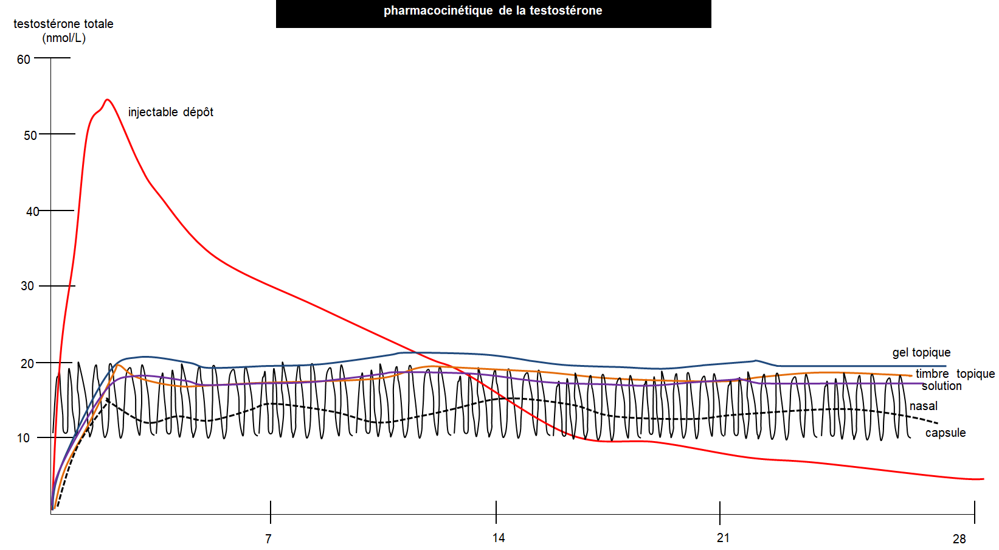 pharmacocinétique de la testostérone
testostérone totale
(nmol/L)
60
injectable dépôt
50
40
30
gel topique
20
timbre topique
solution
nasal
10
capsule
7
14
21
28